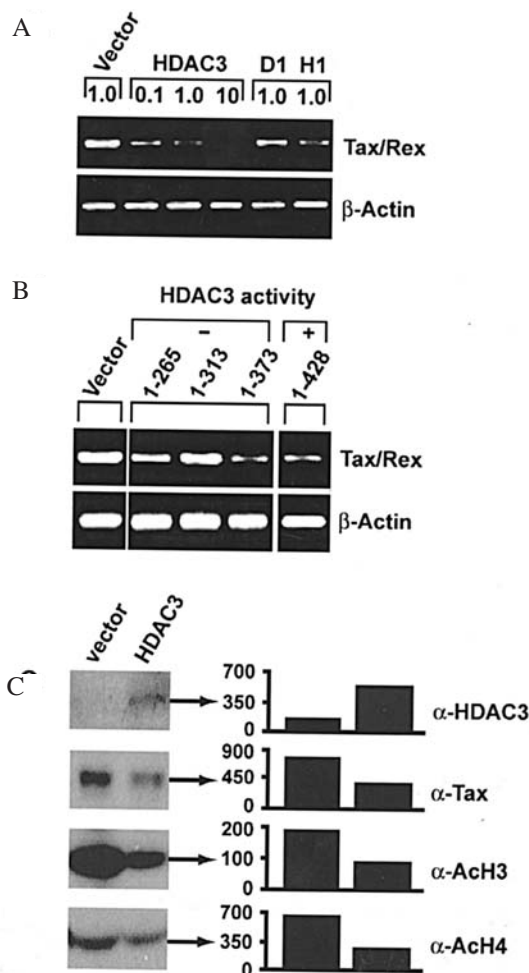 A
Vector
HDAC3
D1 H1
1.0 0.1 1.0 10 1.0 1.0
Tax/Rex
β-Actin
B
HDAC3 activity
− +
Vector 1-265 1-313 1-373 1-428
Tax/Rex
β-Actin
C
vector HDAC3
700
350
0
α-HDAC3
900
450
0
α-Tax
200
100
0
α-AcH3
700
350
0
α-AcH4